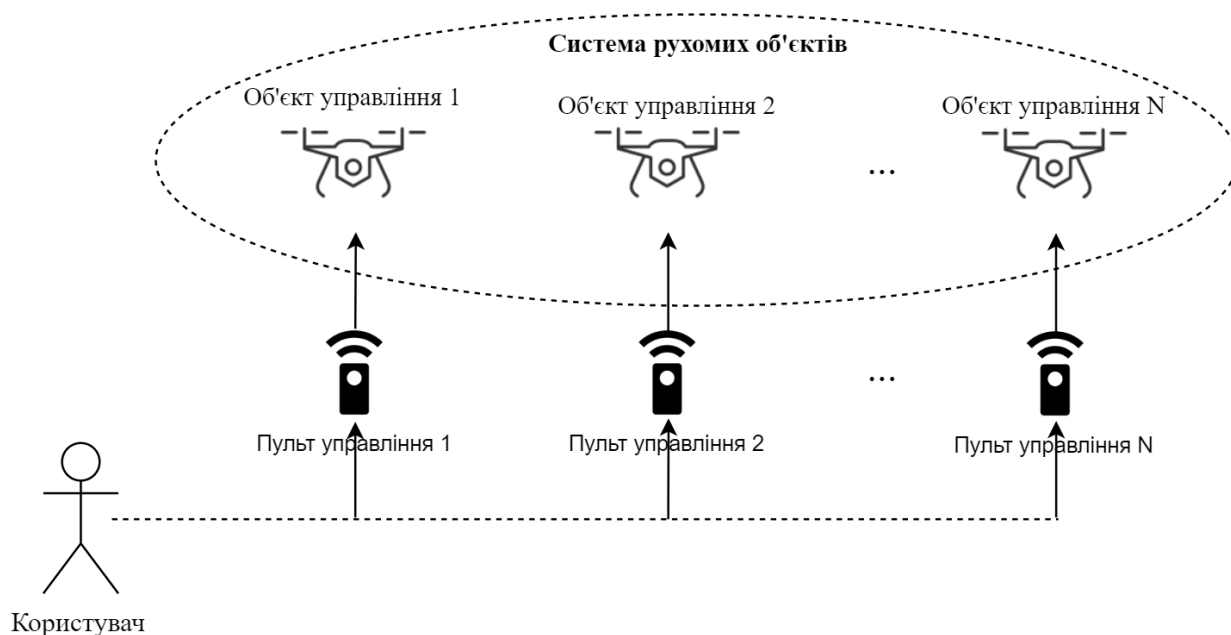 Система рухомих об'єктів
Об'єкт управління 1
Об'єкт управління 2
Об'єкт управління N
...
...
Пульт управління 1
Пульт управління 2
Пульт управління N
Користувач